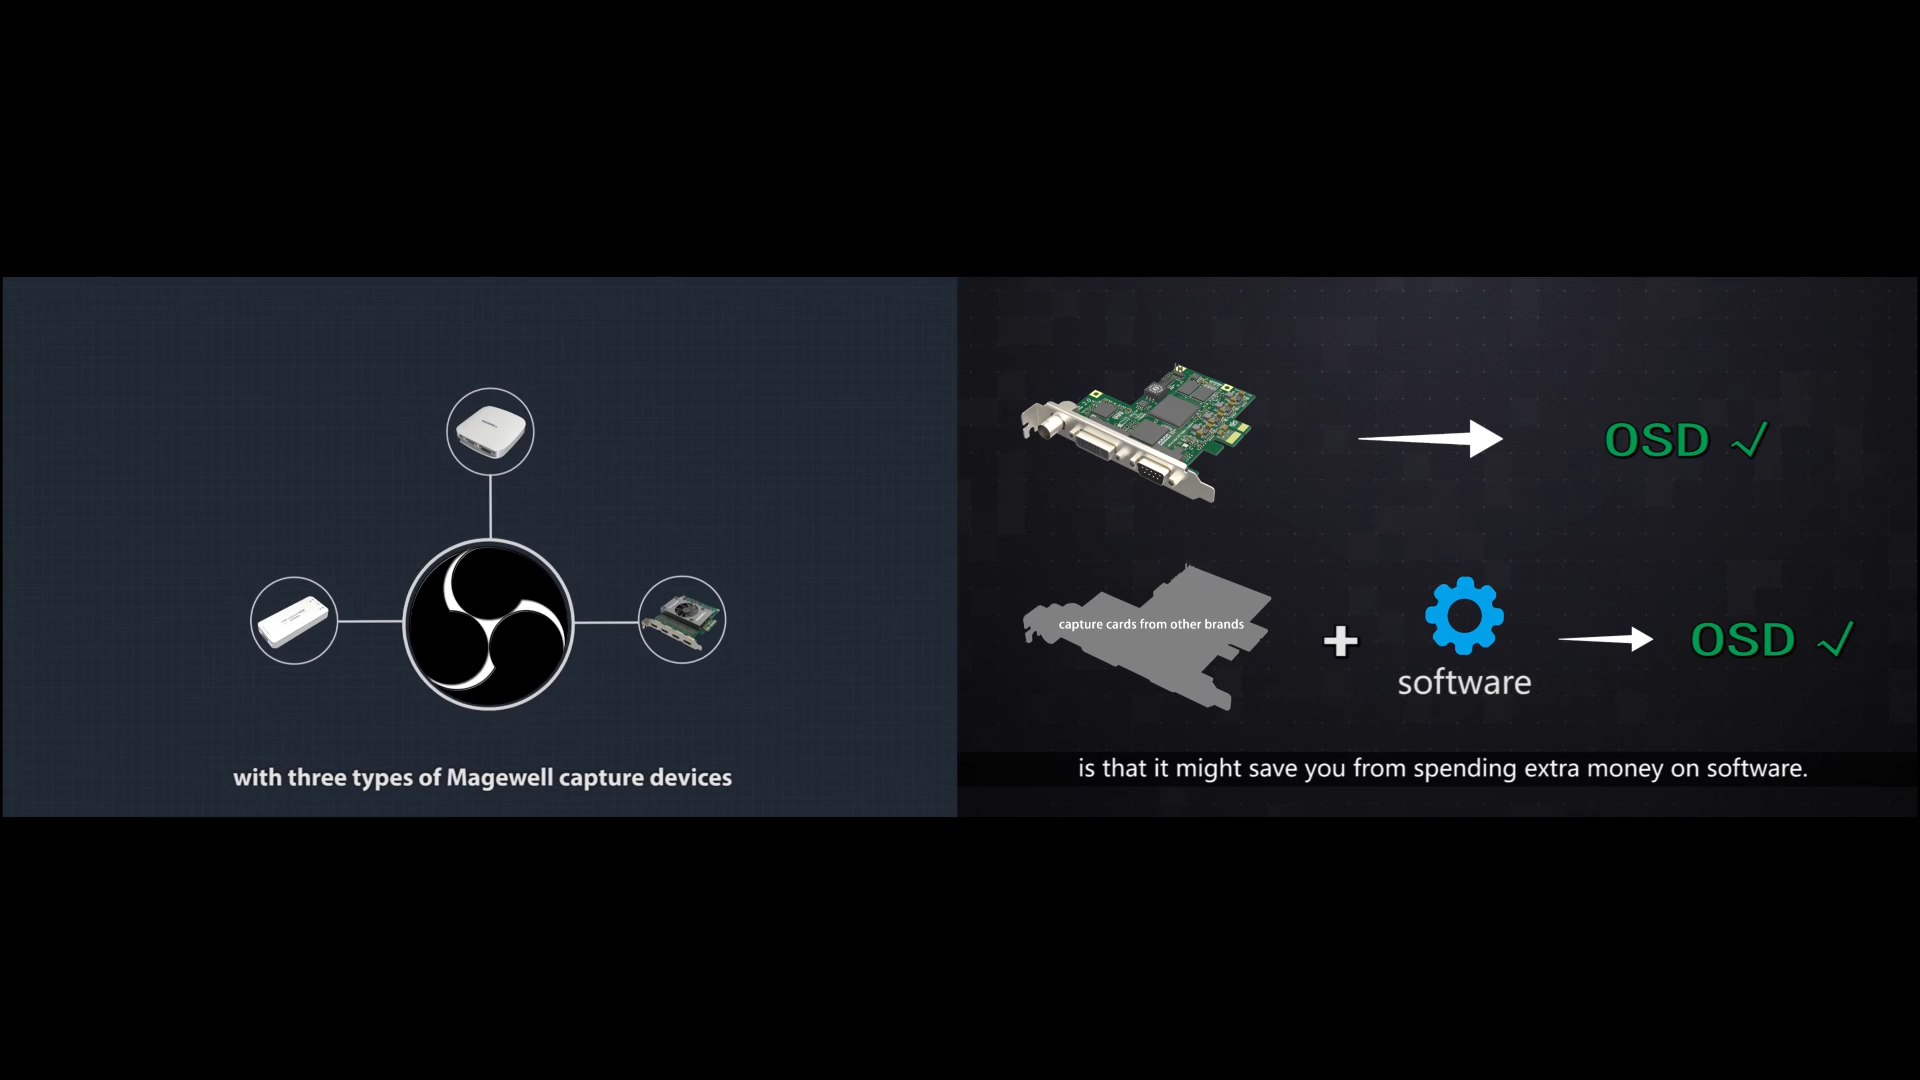 with three types of Magewell capture devices
OSD ✓
capture cards from other brands
+
software
OSD ✓
is that it might save you from spending extra money on software.